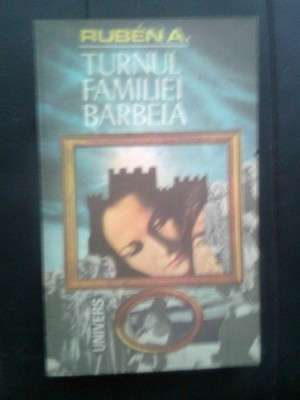 RUBÉN A.
TURNUL
FAMILIEI
BARBELA
UNIVERS